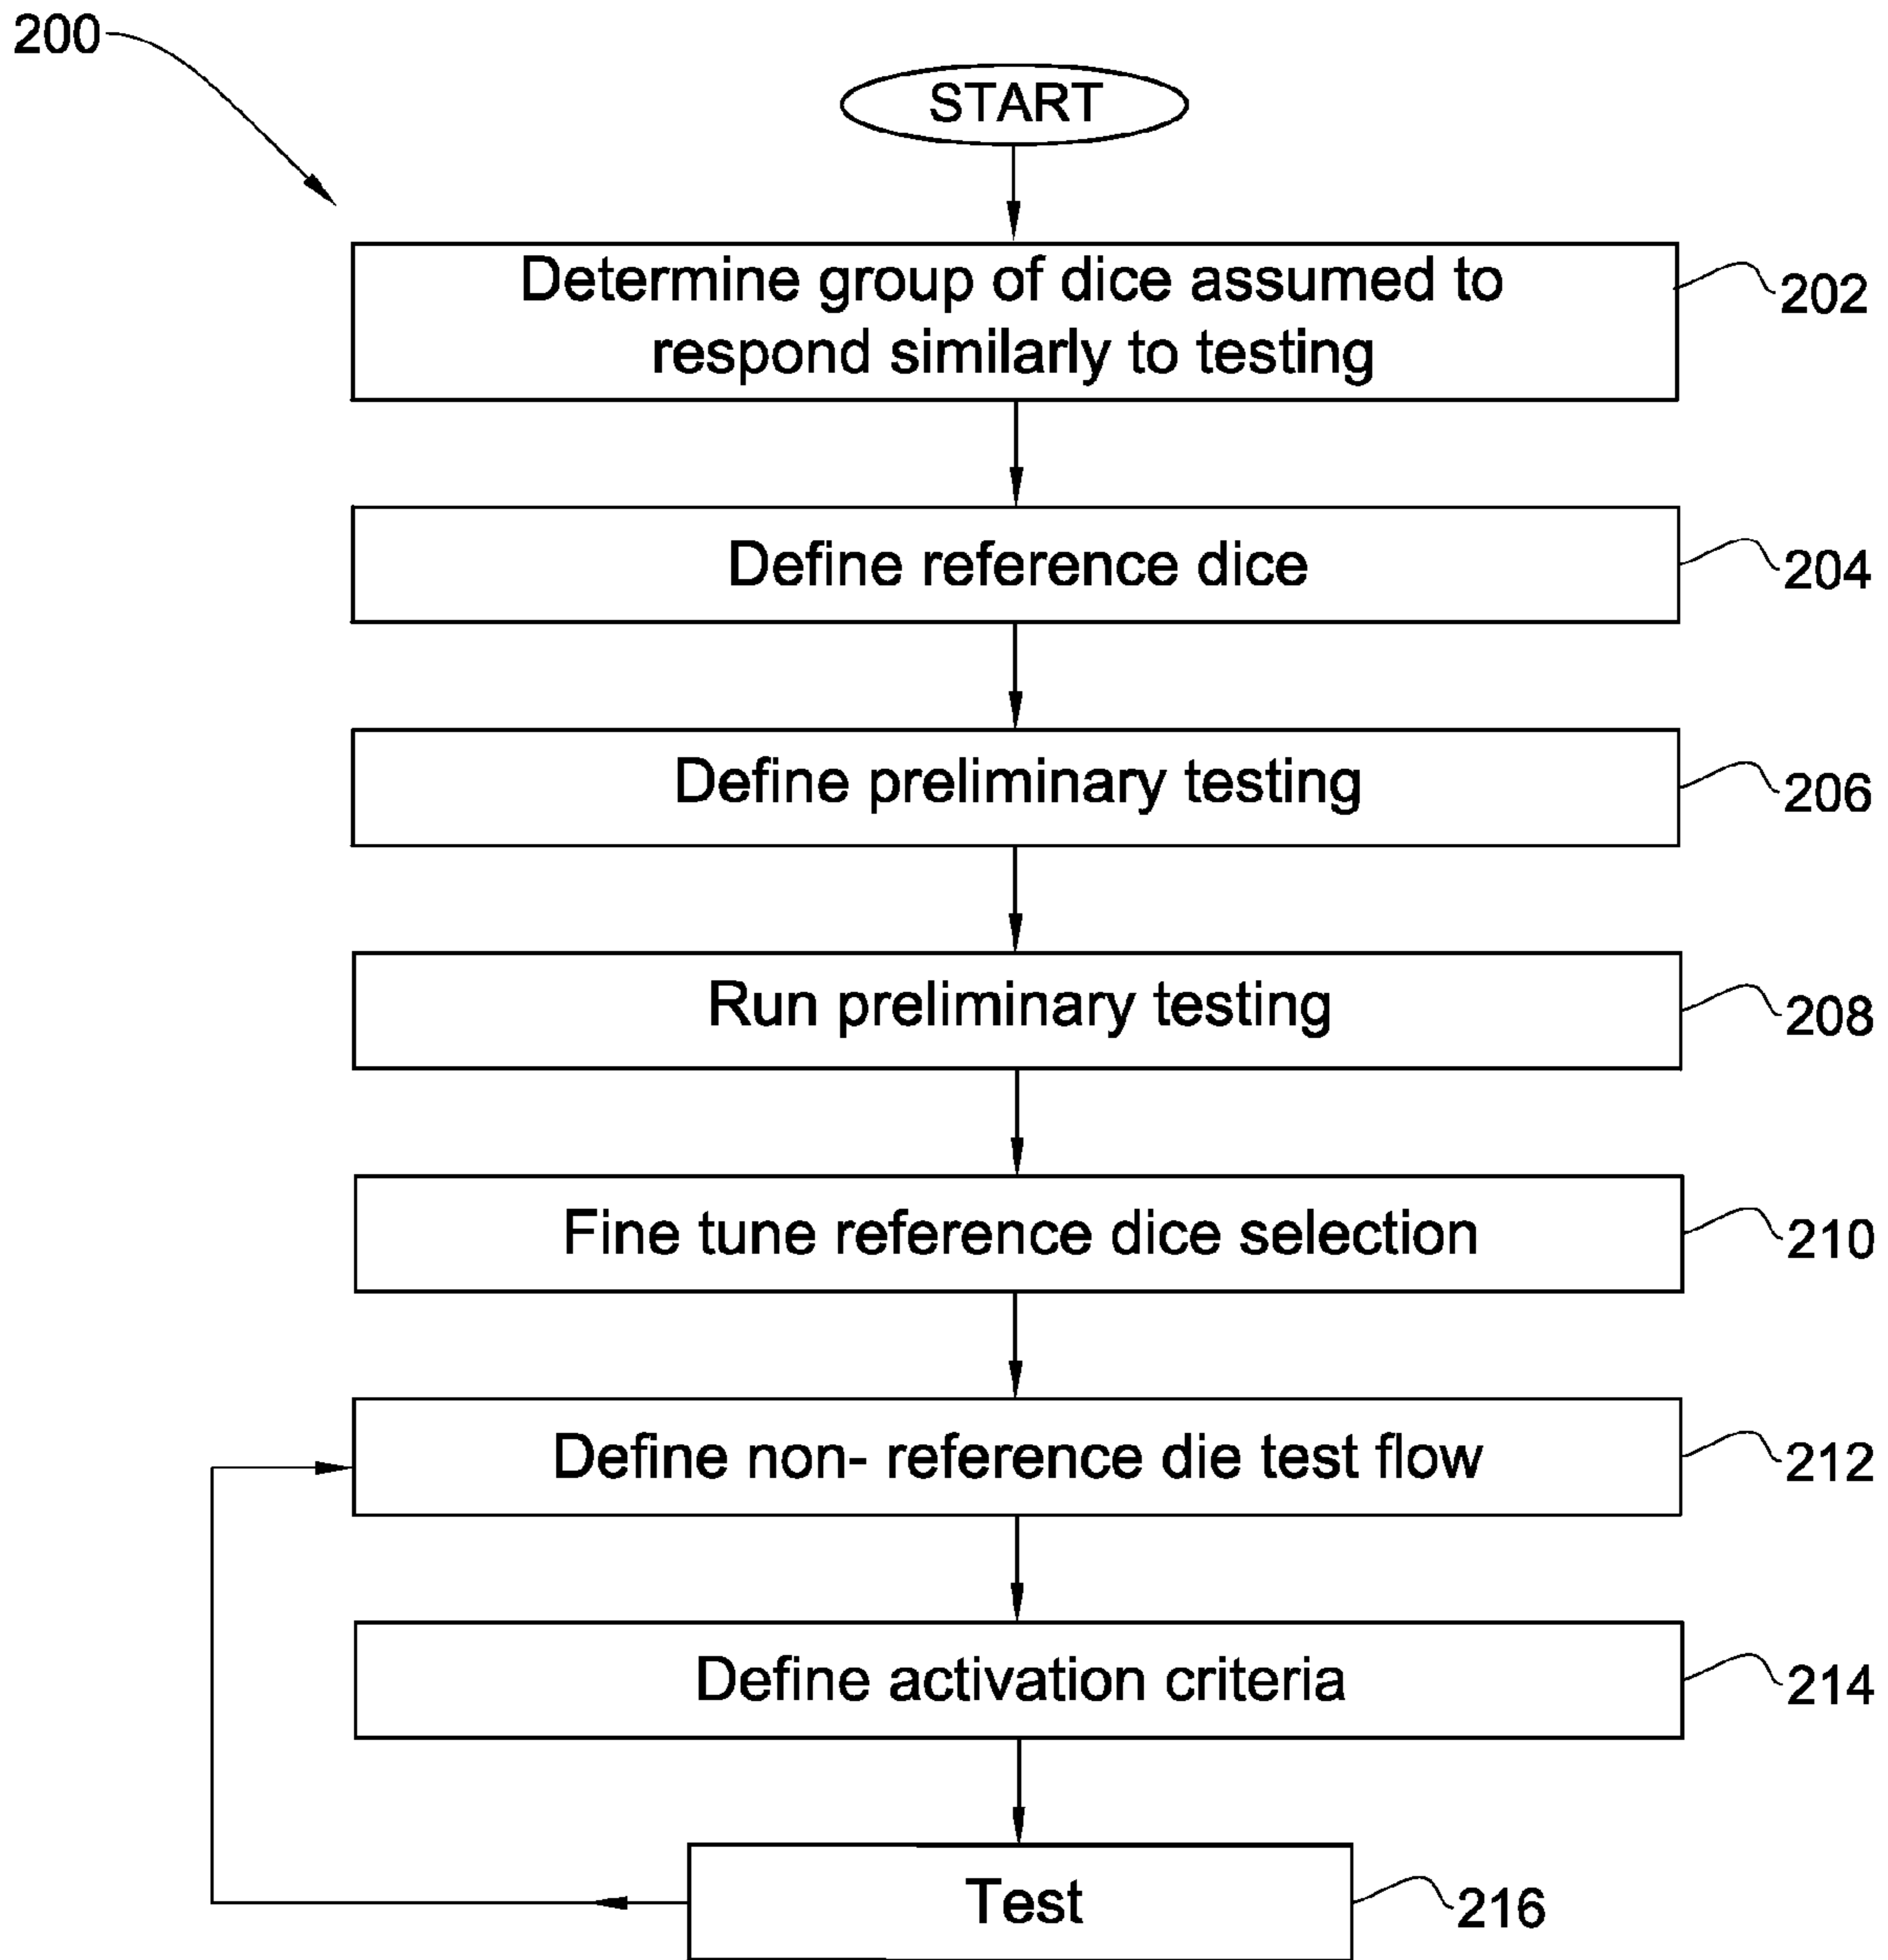 200
START
Determine group of dice assumed to
respond similarly to testing
202
Define reference dice
204
Define preliminary testing
206
Run preliminary testing
208
Fine tune reference dice selection
210
Define non- reference die test flow
212
Define activation criteria
214
Test
216